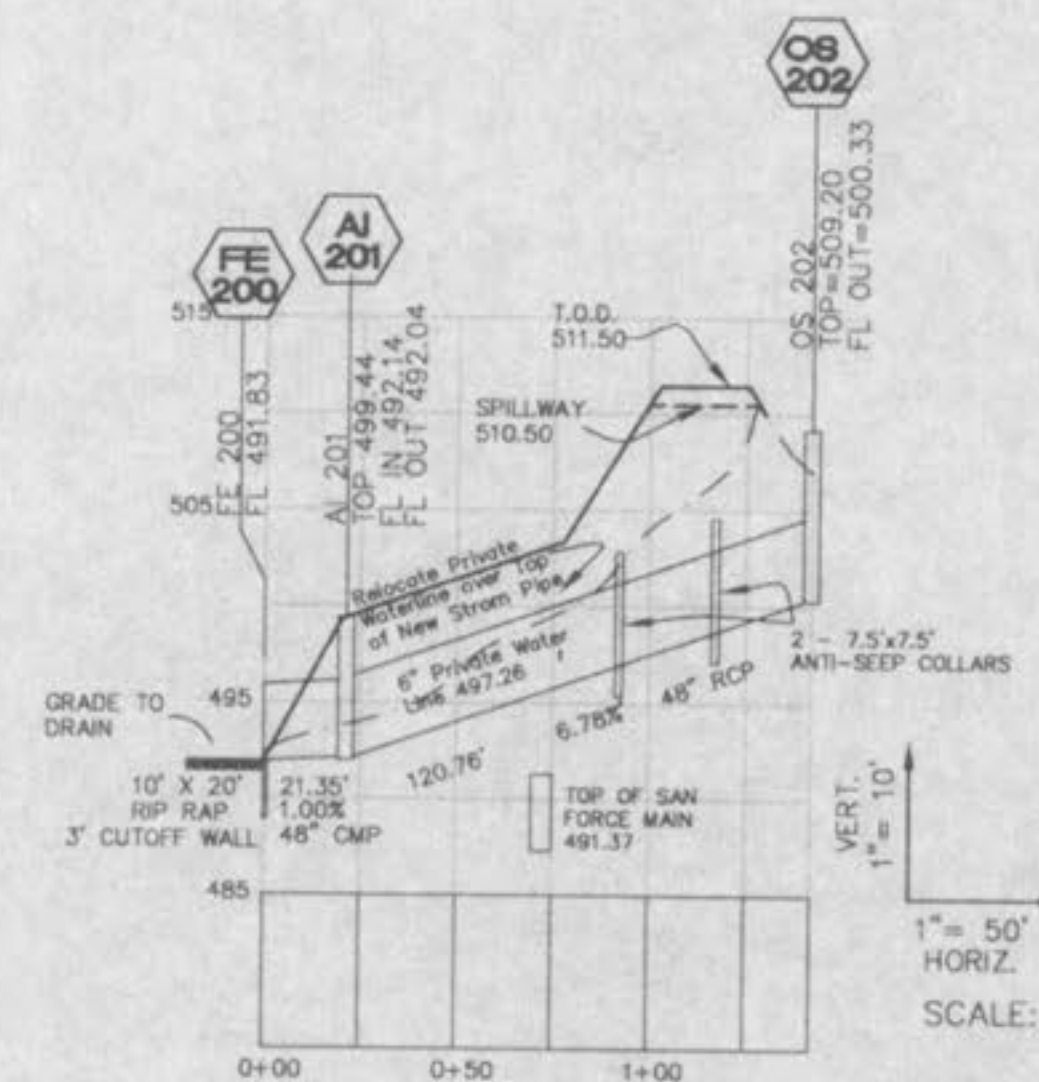 OS
202
AI
201
FE
200
OS 202
TOP=509.20
FL OUT=500.33
515
FE 200
FL 491.83
AI 201
TOP 499.44
FL IN 492.14
FL OUT 492.04
T.O.D.
511.50
SPILLWAY
510.50
505
Relocate Private
Waterline over Top
of New Strom Pipe
6" Private Water
Line 497.26
2 - 7.5'x7.5'
ANTI-SEEP COLLARS
495
GRADE TO
DRAIN
48" RCP
6.78%
120.76'
10' X 20'
RIP RAP
3' CUTOFF WALL
21.35'
1.00%
48" CMP
TOP OF SAN
FORCE MAIN
491.37
VERT.
1"= 10'
485
1"= 50'
HORIZ.
SCALE:
0+00
0+50
1+00